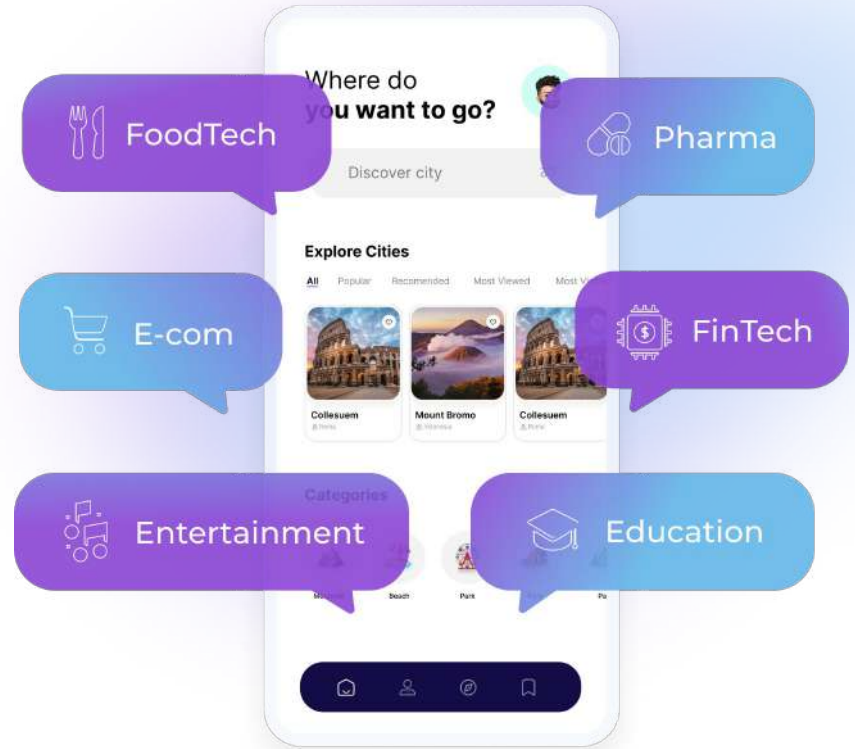 Where do
you want to go?
FoodTech
Pharma
Discover city
Explore Cities
All Popular Recomended Most Viewed Most
E-com
FinTech
Collesuem Mount Bromo Collesuem
Categories
Entertainment
Education
Beach Park